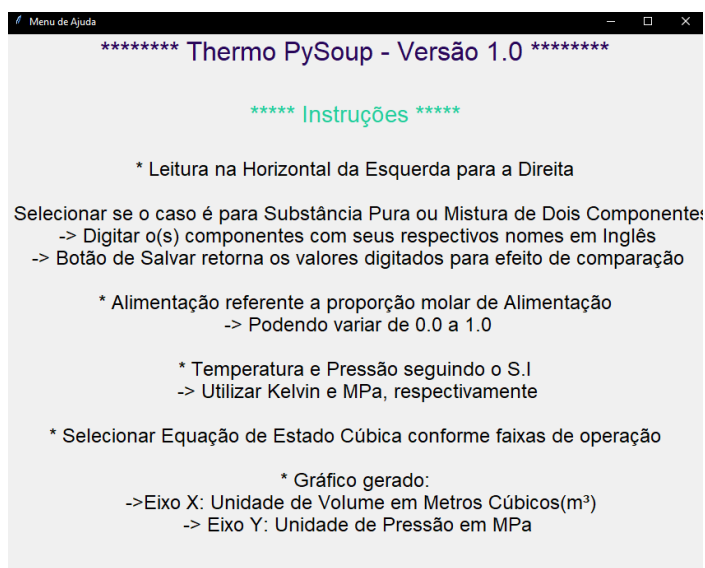 Menu de Ajuda
******** Thermo PySoup - Versão 1.0 ********
***** Instruções *****
* Leitura na Horizontal da Esquerda para a Direita
Selecionar se o caso é para Substância Pura ou Mistura de Dois Componentes
-> Digitar o(s) componentes com seus respectivos nomes em Inglês
-> Botão de Salvar retorna os valores digitados para efeito de comparação
* Alimentação referente a proporção molar de Alimentação
-> Podendo variar de 0.0 a 1.0
* Temperatura e Pressão seguindo o S.I
-> Utilizar Kelvin e MPa, respectivamente
* Selecionar Equação de Estado Cúbica conforme faixas de operação
* Gráfico gerado:
->Eixo X: Unidade de Volume em Metros Cúbicos(m³)
-> Eixo Y: Unidade de Pressão em MPa